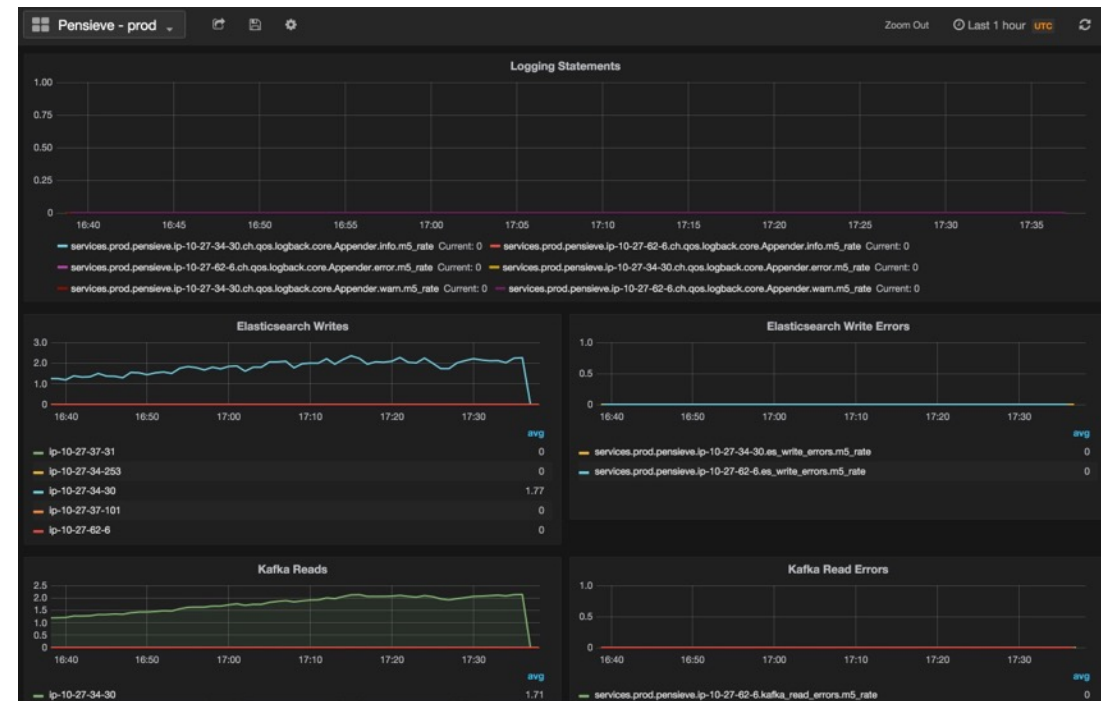 Pensieve - prod
Zoom Out Last 1 hour UTC
Logging Statements
1.00
0.75
0.50
0.25
0
16:40 16:45 16:50 16:55 17:00 17:05 17:10 17:15 17:20 17:25 17:30 17:35
services.prod.pensieve.ip-10-27-34-30.ch.qos.logback.core.Appender.info.m5_rate Current: 0 services.prod.pensieve.ip-10-27-62-6.ch.qos.logback.core.Appender.info.m5_rate Current: 0
services.prod.pensieve.ip-10-27-62-6.ch.qos.logback.core.Appender.error.m5_rate Current: 0 services.prod.pensieve.ip-10-27-34-30.ch.qos.logback.core.Appender.error.m5_rate Current: 0
services.prod.pensieve.ip-10-27-34-30.ch.qos.logback.core.Appender.warn.m5_rate Current: 0 services.prod.pensieve.ip-10-27-62-6.ch.qos.logback.core.Appender.warn.m5_rate Current: 0
Elasticsearch Writes
3.0
2.0
1.0
0
16:40 16:50 17:00 17:10 17:20 17:30
avg
ip-10-27-37-31 0
ip-10-27-34-253 0
ip-10-27-34-30 1.77
ip-10-27-37-101 0
ip-10-27-62-6 0
Elasticsearch Write Errors
1.0
0.5
0
16:40 16:50 17:00 17:10 17:20 17:30
avg
services.prod.pensieve.ip-10-27-34-30.es_write_errors.m5_rate 0
services.prod.pensieve.ip-10-27-62-6.es_write_errors.m5_rate 0
Kafka Reads
2.5
2.0
1.5
1.0
0.5
0
16:40 16:50 17:00 17:10 17:20 17:30
avg
ip-10-27-34-30 1.71
Kafka Read Errors
1.0
0.5
0
16:40 16:50 17:00 17:10 17:20 17:30
avg
services.prod.pensieve.ip-10-27-62-6.kafka_read_errors.m5_rate 0